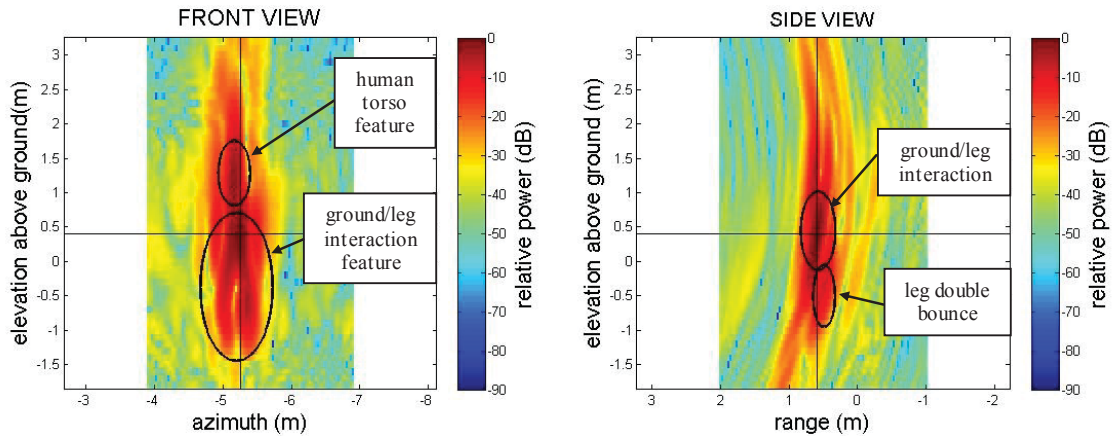 FRONT VIEW
elevation above ground(m)
3
2.5
2
1.5
1
0.5
0
-0.5
-1
-1.5
human
torso
feature
ground/leg
interaction
feature
-3
-4
-5
-6
-7
-8
azimuth (m)
0
-10
-20
-30
-40
-50
-60
-70
-80
-90
relative power (dB)
SIDE VIEW
elevation above ground (m)
3
2.5
2
1.5
1
0.5
0
-0.5
-1
-1.5
ground/leg
interaction
leg double
bounce
3
2
1
0
-1
-2
range (m)
0
-10
-20
-30
-40
-50
-60
-70
-80
-90
relative power (dB)